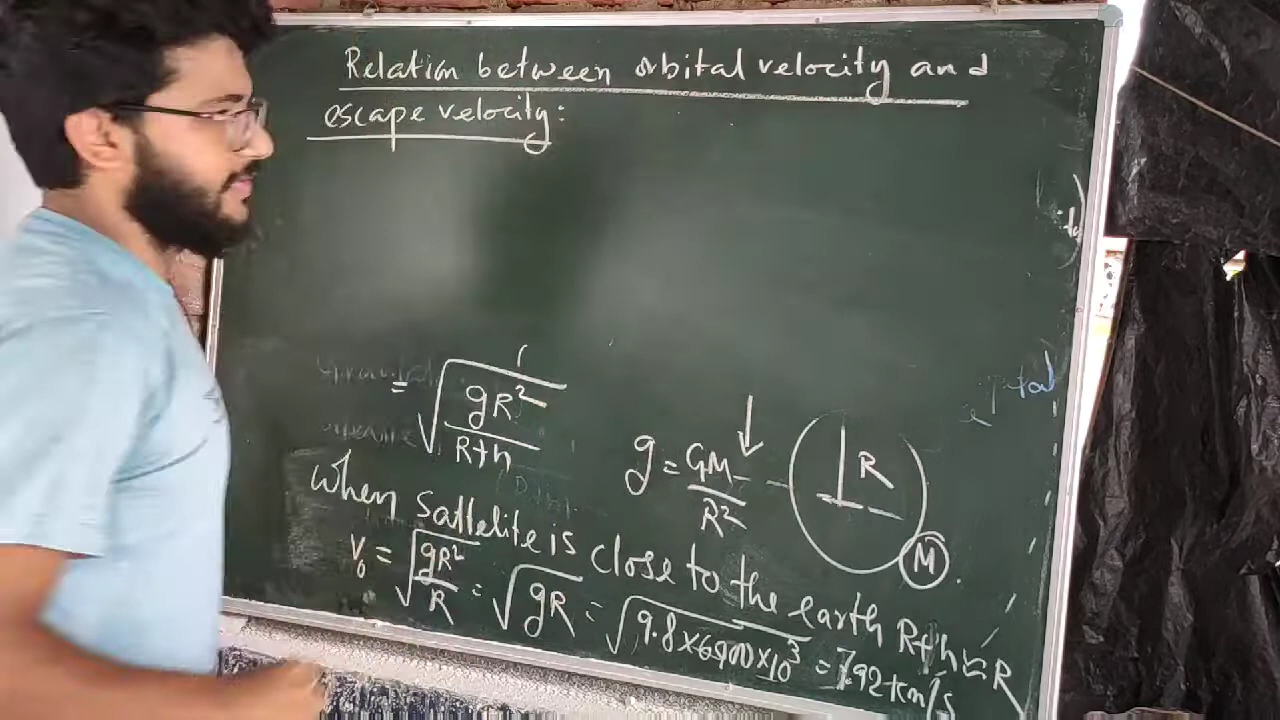 Relation between orbital velocity and
escape velocity:
= √(gR²/R+h)
g = GM/R²
R
M
When sattelite is close to the earth R+h ≃ R
V₀ = √(gR²/R) = √gR = √(9.8×6400×10³) = 7.92 km/s